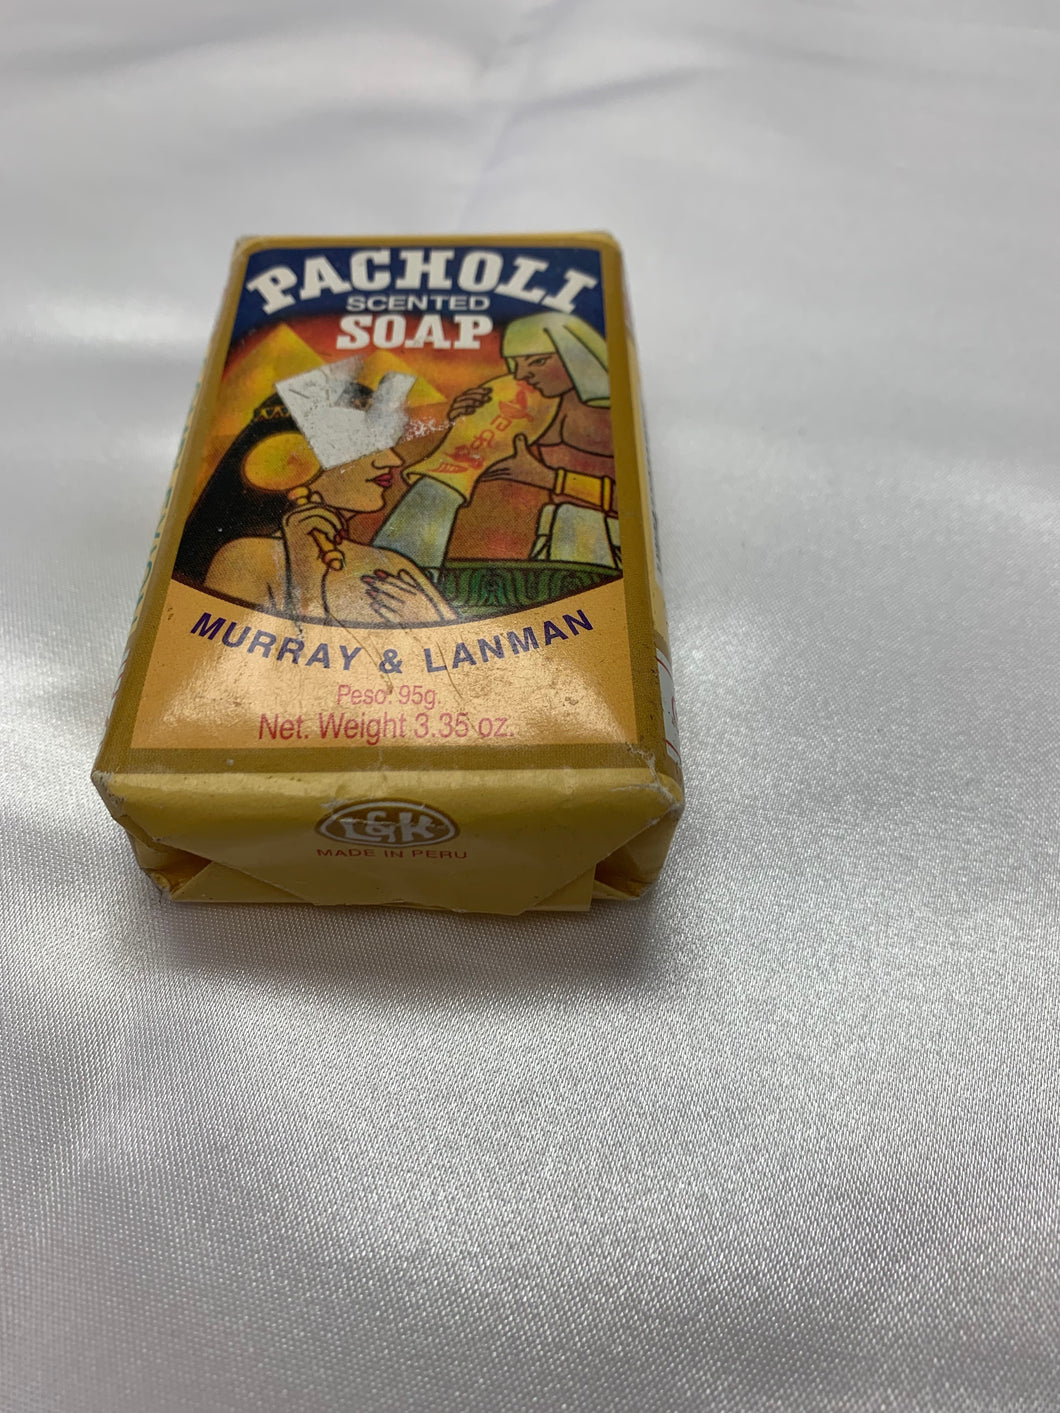 PACHOLI
SCENTED
SOAP
MURRAY & LANMAN
Peso: 95g.
Net. Weight 3.35 oz.
L&K
MADE IN PERU